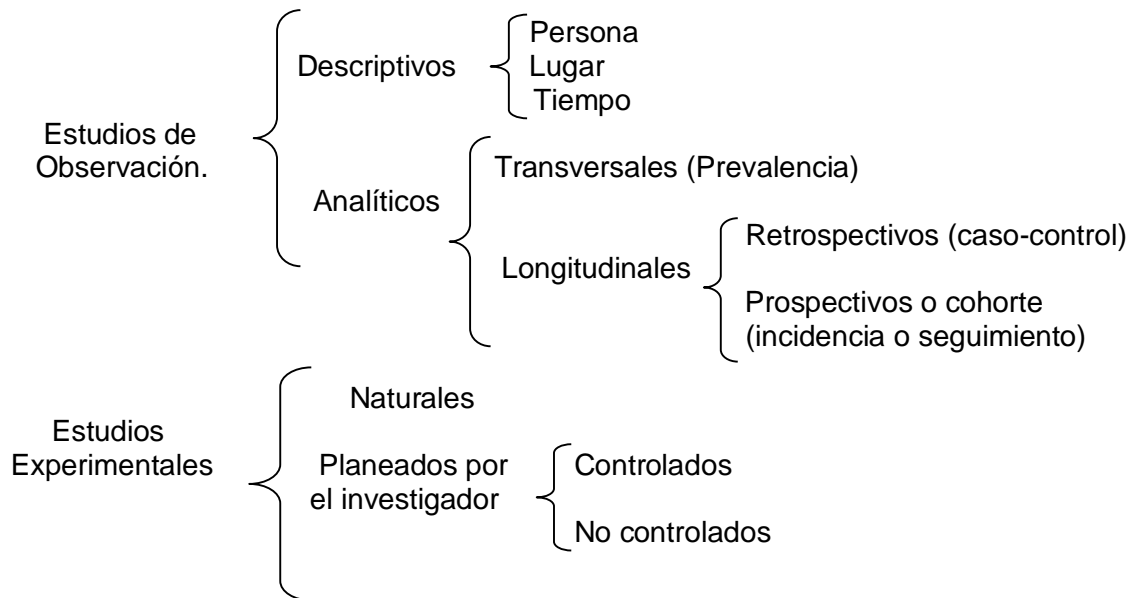 Persona
Descriptivos
Lugar
Tiempo
Estudios de
Observación.
Transversales (Prevalencia)
Analíticos
Retrospectivos (caso-control)
Longitudinales
Prospectivos o cohorte
(incidencia o seguimiento)
Naturales
Estudios
Experimentales
Planeados por
el investigador
Controlados
No controlados